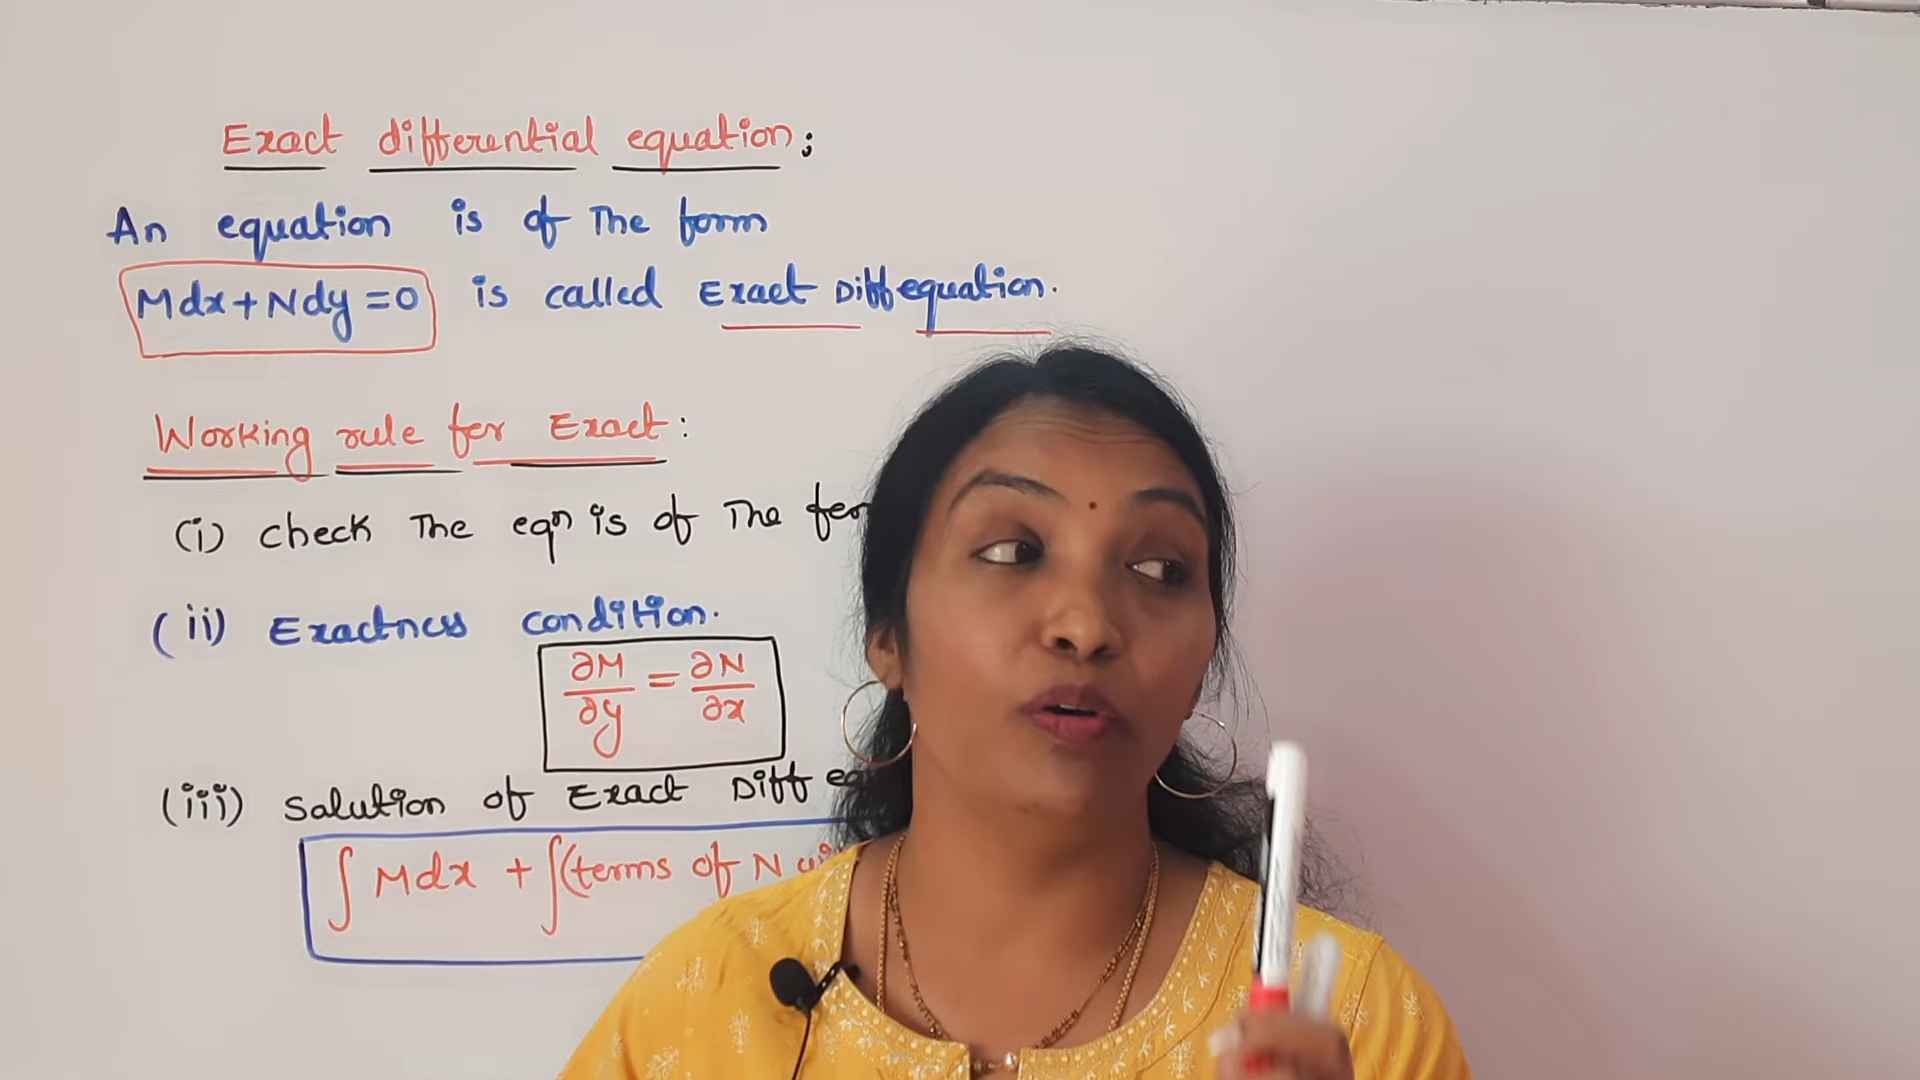 Exact differential equation:
An equation is of The form
Mdx+Ndy=0 is called Exact Diff equation.
Working rule for Exact:
(i) check The eqⁿ is of The
(ii) Exactness condition.
∂M/∂y = ∂N/∂x
(iii) Solution of Exact Diff
∫Mdx + ∫(terms of N